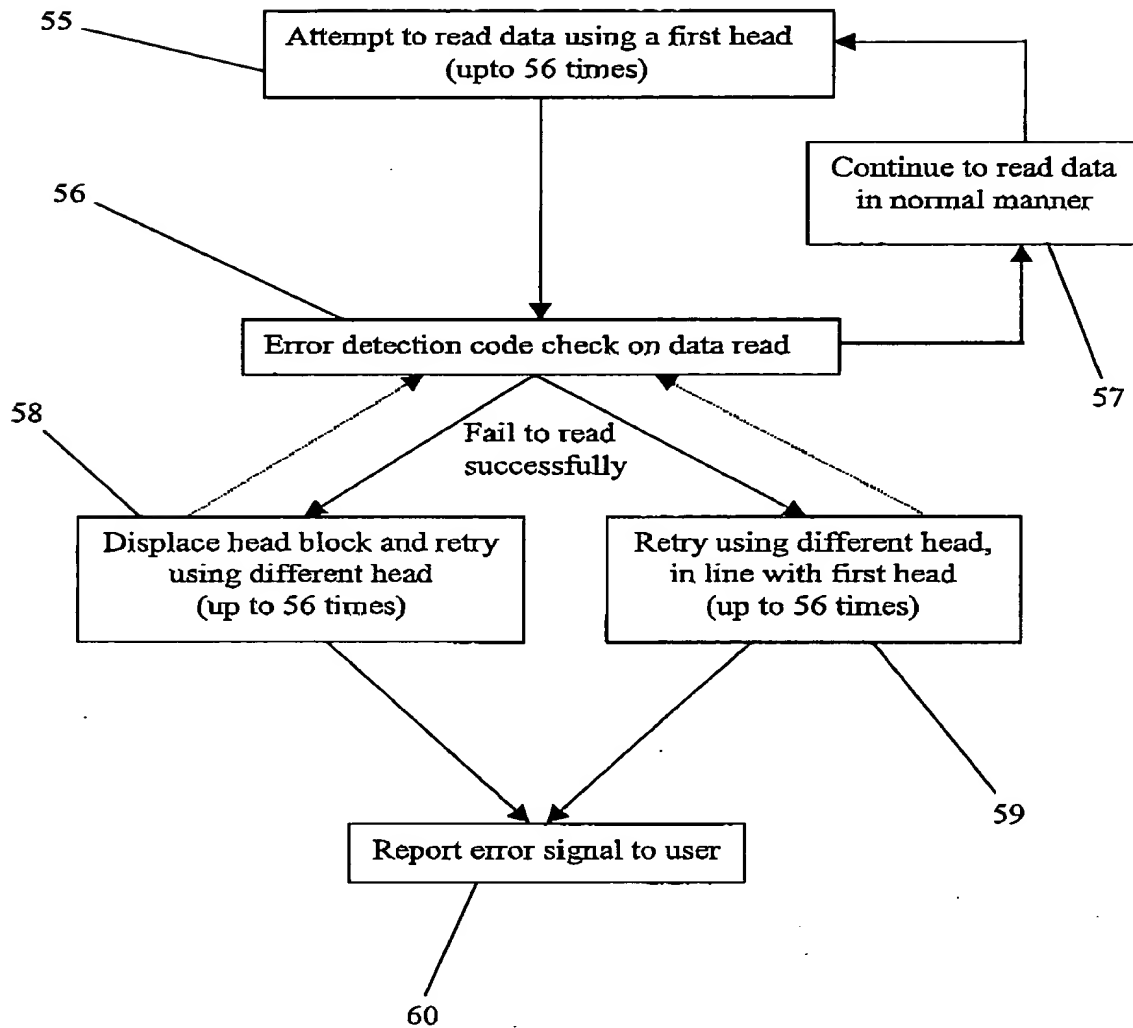 55
Attempt to read data using a first head
(upto 56 times)
Continue to read data
in normal manner
56
Error detection code check on data read
57
58
Fail to read
successfully
Displace head block and retry
using different head
(up to 56 times)
Retry using different head,
in line with first head
(up to 56 times)
59
Report error signal to user
60